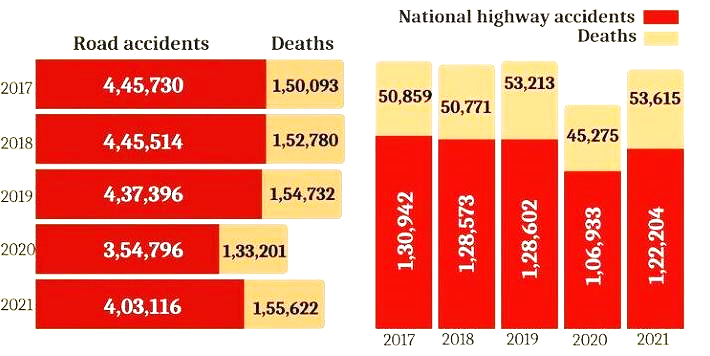 Road accidents Deaths
2017 4,45,730 1,50,093
2018 4,45,514 1,52,780
2019 4,37,396 1,54,732
2020 3,54,796 1,33,201
2021 4,03,116 1,55,622
National highway accidents
Deaths
50,859 50,771 53,213 45,275 53,615
1,30,942 1,28,573 1,28,602 1,06,933 1,22,204
2017 2018 2019 2020 2021